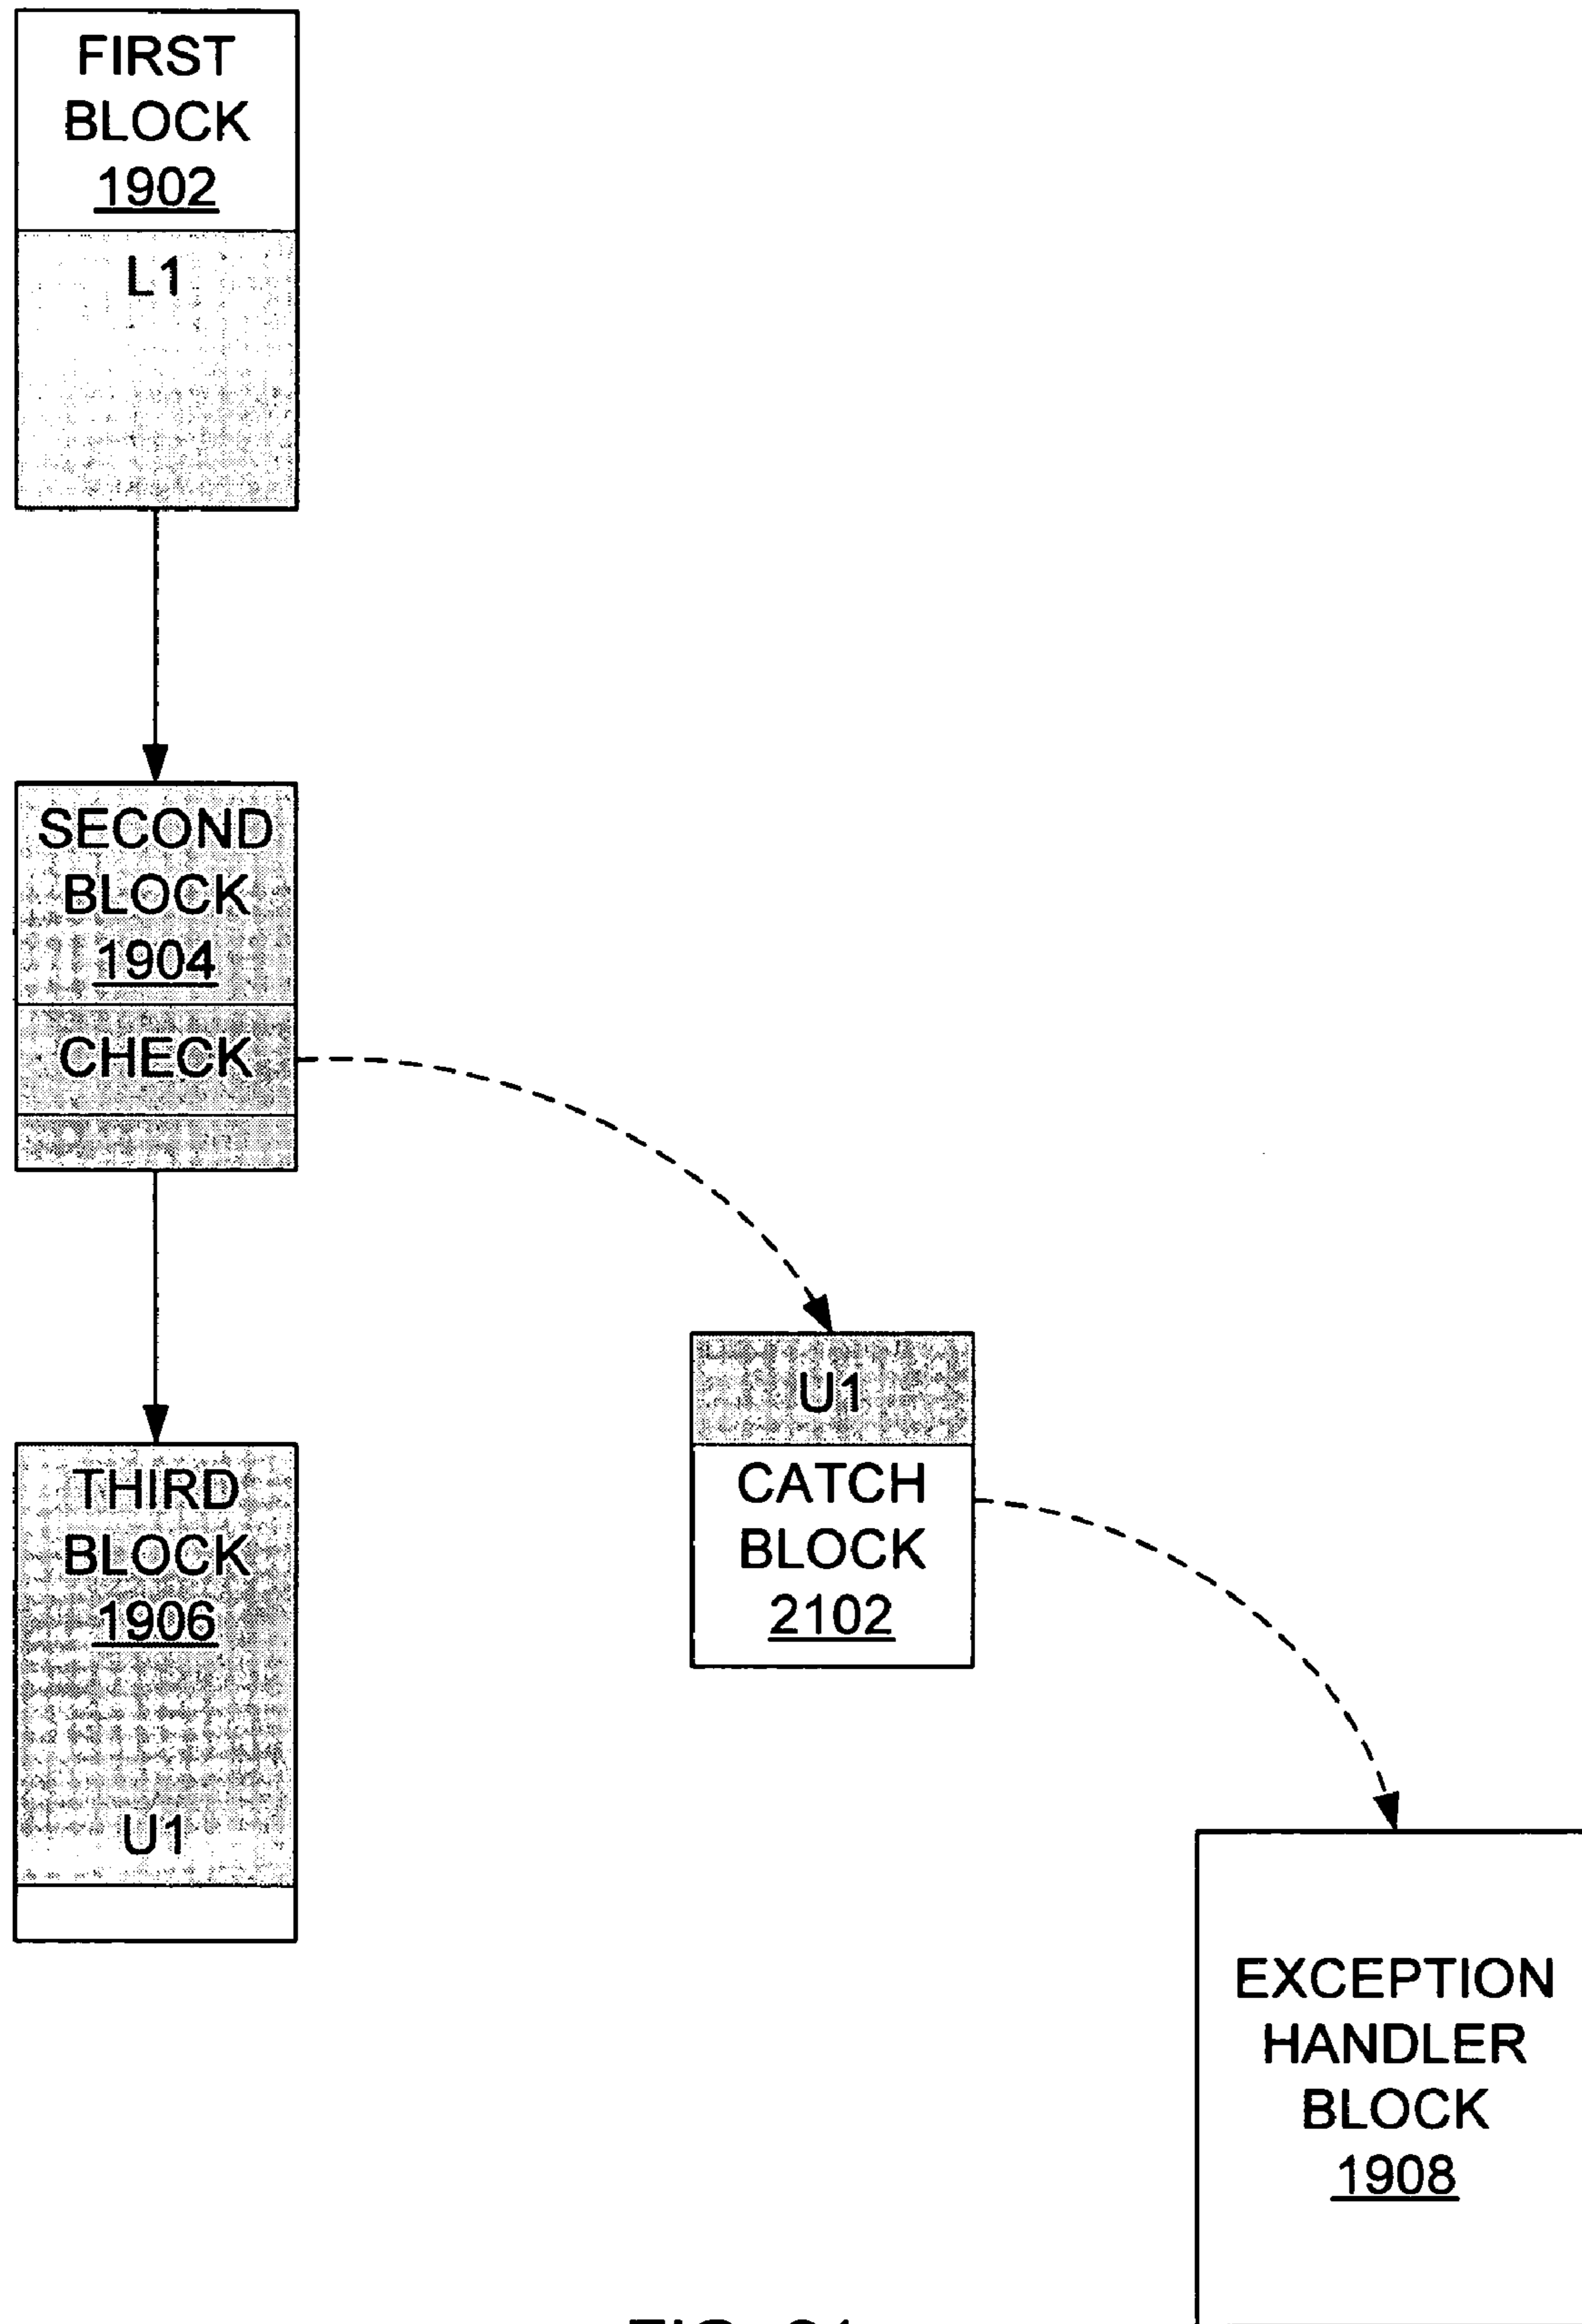 FIRST
BLOCK
1902
L1
SECOND
BLOCK
1904
CHECK
U1
CATCH
BLOCK
2102
THIRD
BLOCK
1906
U1
EXCEPTION
HANDLER
BLOCK
1908